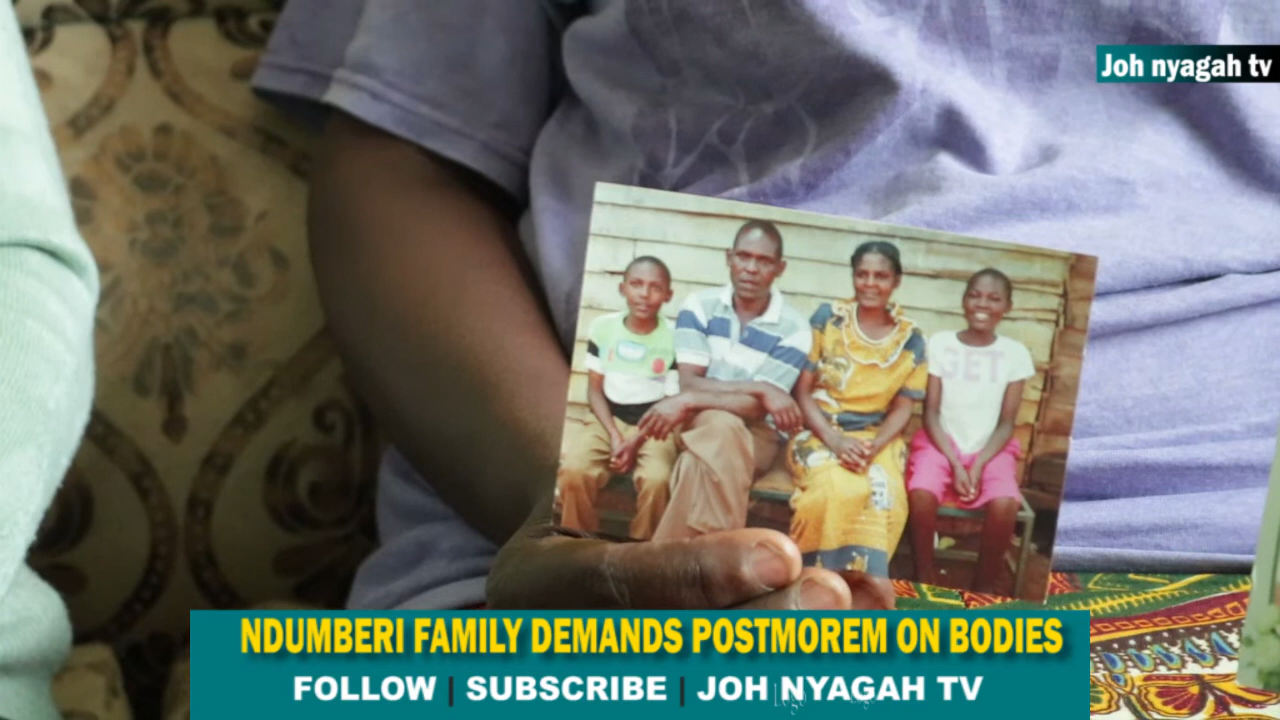 Joh nyagah tv
GET
NDUMBERI FAMILY DEMANDS POSTMOREM ON BODIES
FOLLOW | SUBSCRIBE | JOH NYAGAH TV